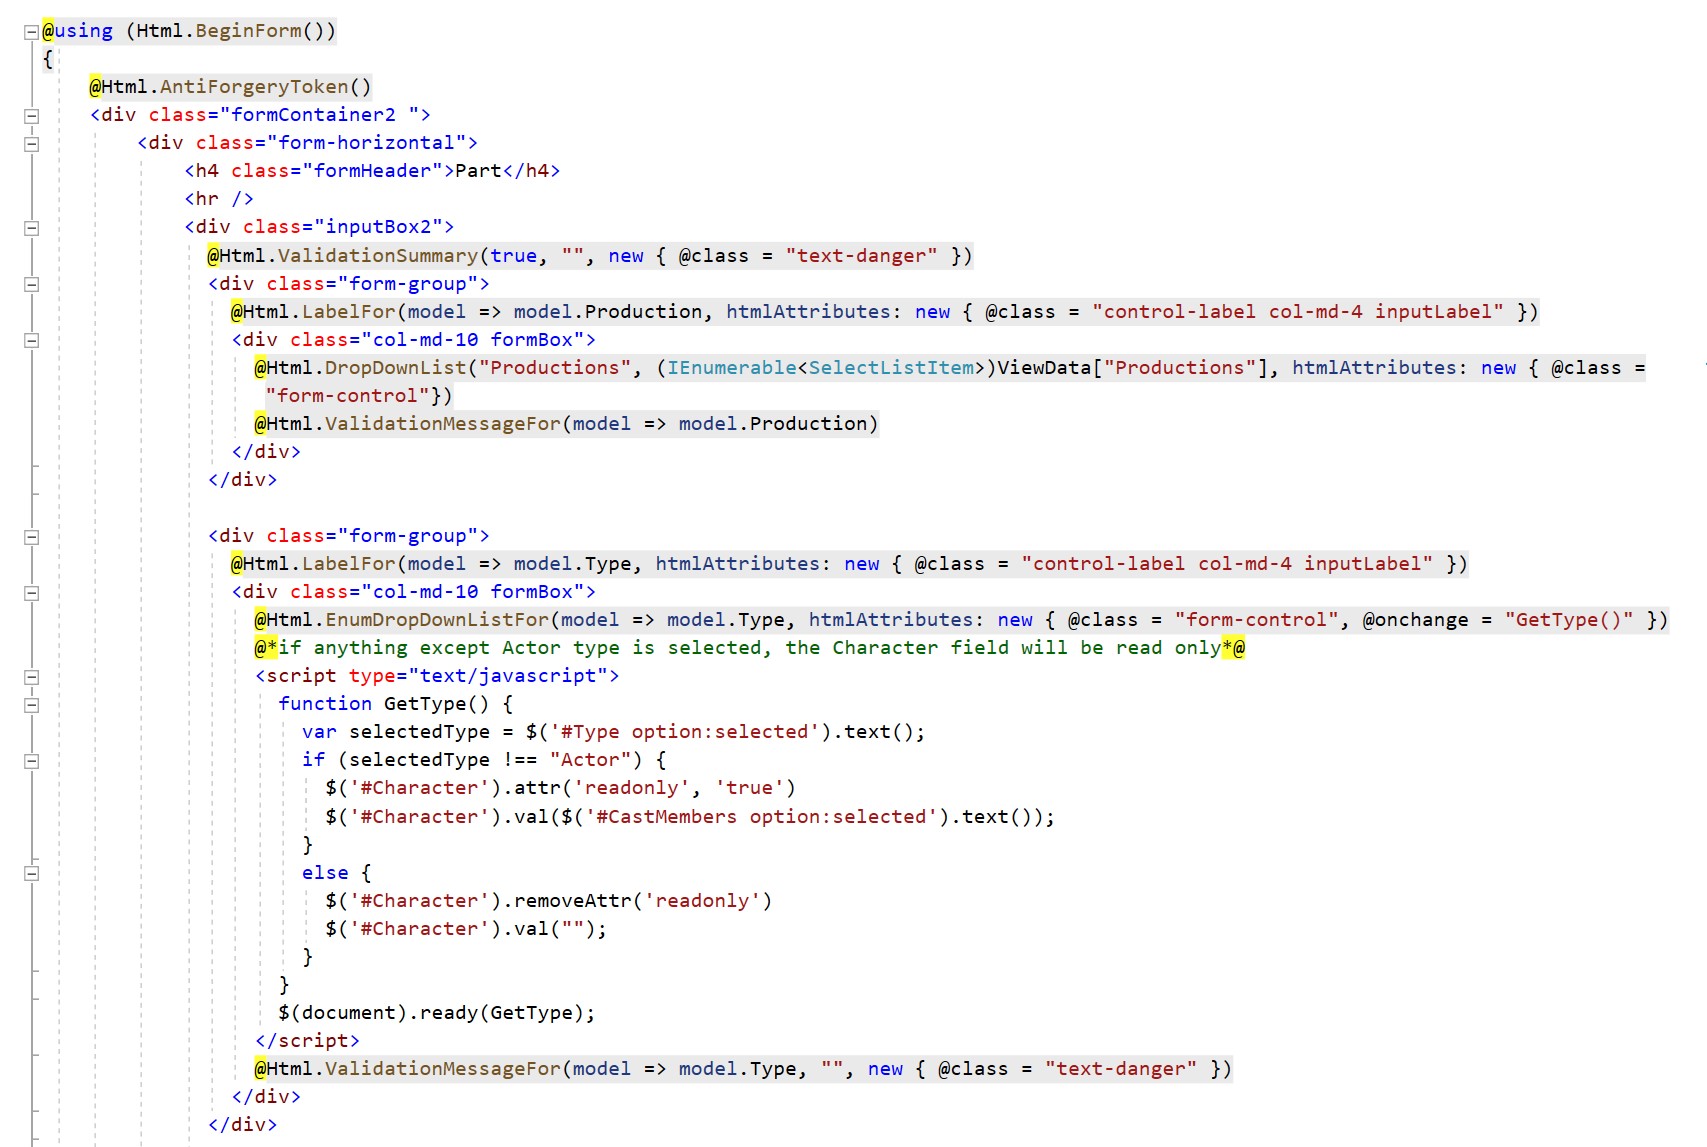 @using (Html.BeginForm())
{
    @Html.AntiForgeryToken()
    <div class="formContainer2 ">
        <div class="form-horizontal">
            <h4 class="formHeader">Part</h4>
            <hr />
            <div class="inputBox2">
              @Html.ValidationSummary(true, "", new { @class = "text-danger" })
              <div class="form-group">
                @Html.LabelFor(model => model.Production, htmlAttributes: new { @class = "control-label col-md-4 inputLabel" })
                <div class="col-md-10 formBox">
                  @Html.DropDownList("Productions", (IEnumerable<SelectListItem>)ViewData["Productions"], htmlAttributes: new { @class =
                   "form-control"})
                  @Html.ValidationMessageFor(model => model.Production)
                </div>
              </div>

              <div class="form-group">
                @Html.LabelFor(model => model.Type, htmlAttributes: new { @class = "control-label col-md-4 inputLabel" })
                <div class="col-md-10 formBox">
                  @Html.EnumDropDownListFor(model => model.Type, htmlAttributes: new { @class = "form-control", @onchange = "GetType()" })
                  @*if anything except Actor type is selected, the Character field will be read only*@
                  <script type="text/javascript">
                    function GetType() {
                      var selectedType = $('#Type option:selected').text();
                      if (selectedType !== "Actor") {
                        $('#Character').attr('readonly', 'true')
                        $('#Character').val($('#CastMembers option:selected').text());
                      }
                      else {
                        $('#Character').removeAttr('readonly')
                        $('#Character').val("");
                      }
                    }
                    $(document).ready(GetType);
                  </script>
                  @Html.ValidationMessageFor(model => model.Type, "", new { @class = "text-danger" })
                </div>
              </div>